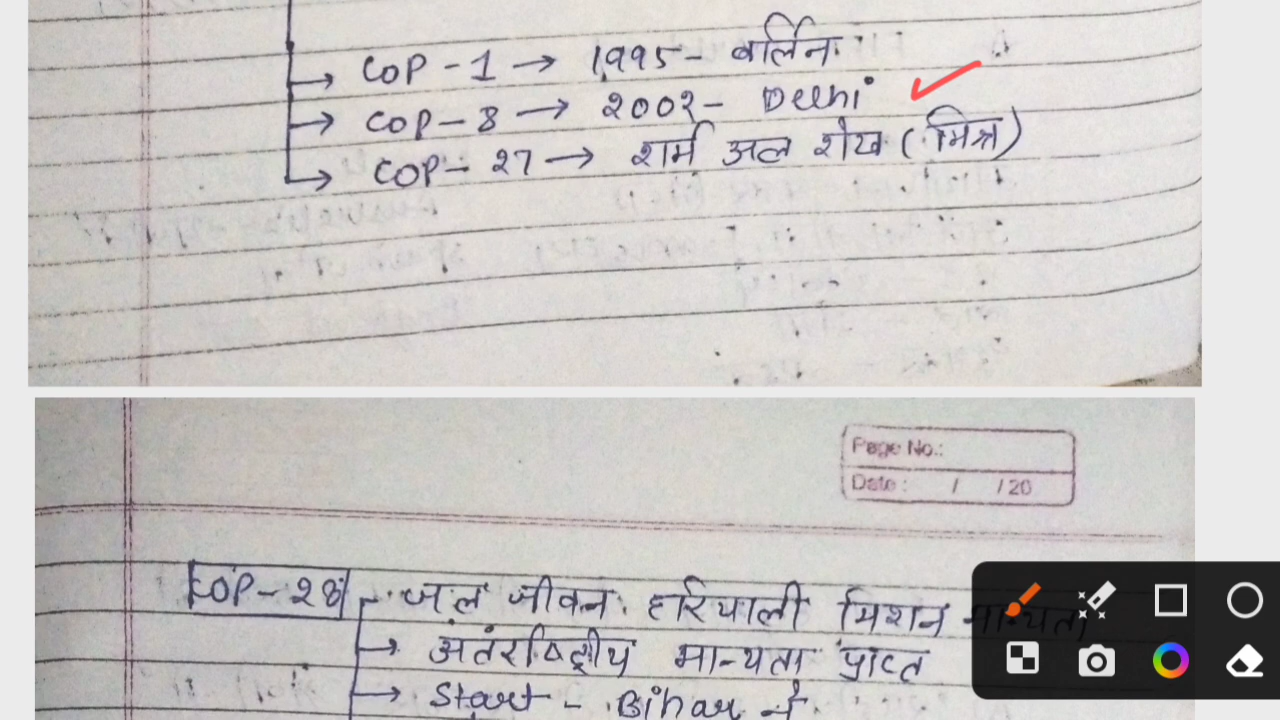 COP - 1 → 1995 - बर्लिन
COP - 8 → 2002 - Delhi
COP - 27 → शर्म अल शेख (मिस्र)
Page No.:
Date : / / 20
COP - 28 - जल जीवन हरियाली मिशन मान्यता
→ अंतर्राष्ट्रीय मान्यता प्राप्त
→ Start - Bihar ने